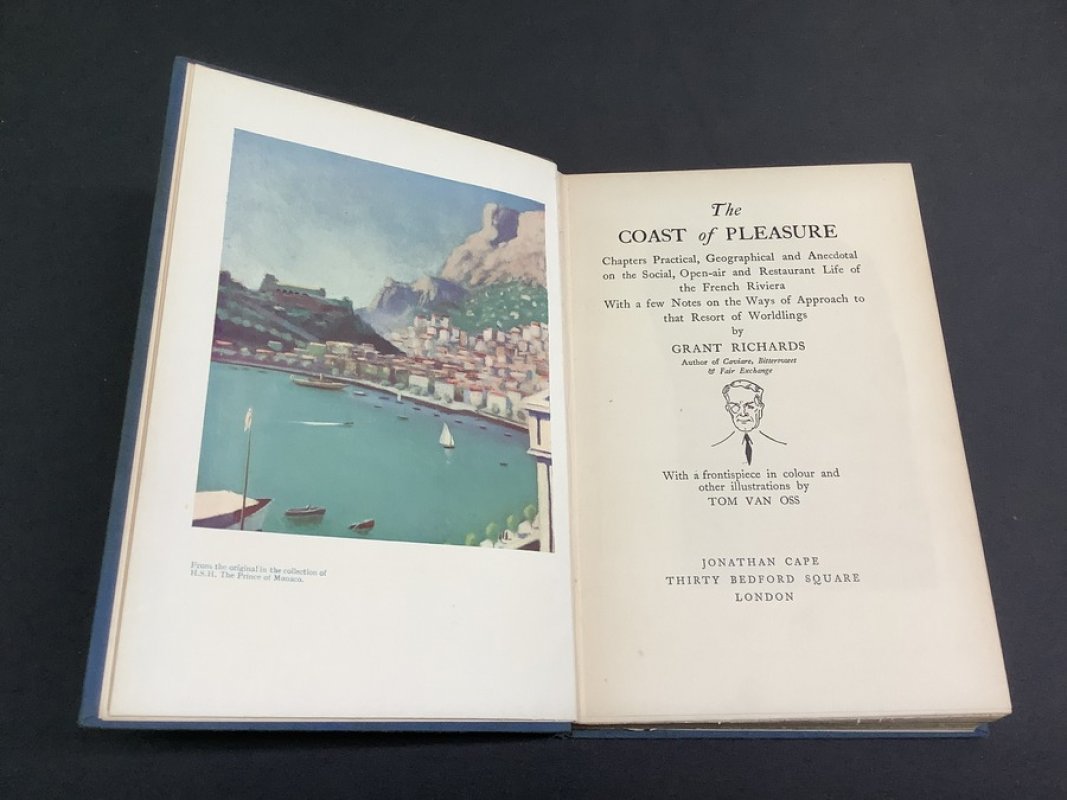 From the original in the collection of
H.S.H. The Prince of Monaco.
The
COAST of PLEASURE
Chapters Practical, Geographical and Anecdotal
on the Social, Open-air and Restaurant Life of
the French Riviera
With a few Notes on the Ways of Approach to
that Resort of Worldlings
by
GRANT RICHARDS
Author of Caviare, Bittersweet
& Fair Exchange
With a frontispiece in colour and
other illustrations by
TOM VAN OSS
JONATHAN CAPE
THIRTY BEDFORD SQUARE
LONDON